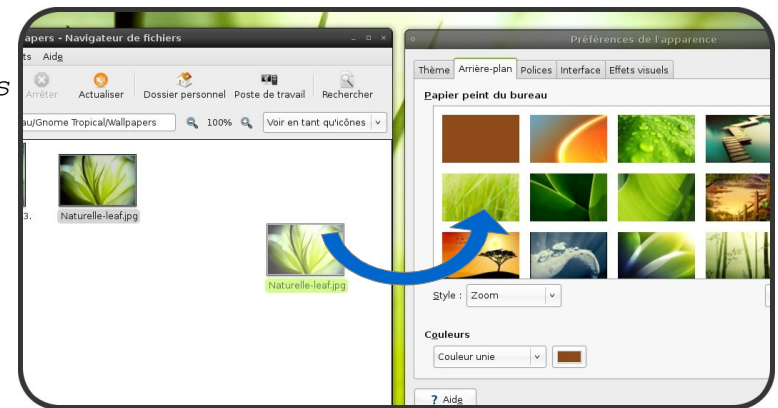 apers - Navigateur de fichiers
ts Aide
s
Arrêter Actualiser Dossier personnel Poste de travail Rechercher
au/Gnome Tropical/Wallpapers 100% Voir en tant qu'icônes
3. Naturelle-leaf.jpg
Naturelle-leaf.jpg
Préférences de l'apparence
Thème Arrière-plan Polices Interface Effets visuels
Papier peint du bureau
Style : Zoom
Couleurs
Couleur unie
? Aide